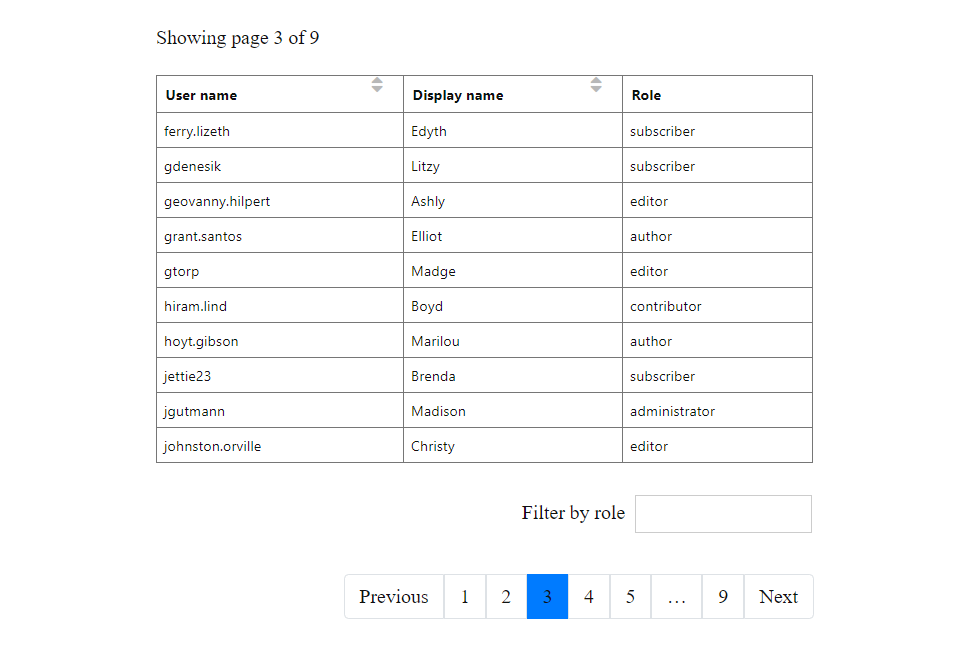 Showing page 3 of 9
User name Display name Role
ferry.lizeth Edyth subscriber
gdenesik Litzy subscriber
geovanny.hilpert Ashly editor
grant.santos Elliot author
gtorp Madge editor
hiram.lind Boyd contributor
hoyt.gibson Marilou author
jettie23 Brenda subscriber
jgutmann Madison administrator
johnston.orville Christy editor
Filter by role
Previous 1 2 3 4 5 … 9 Next